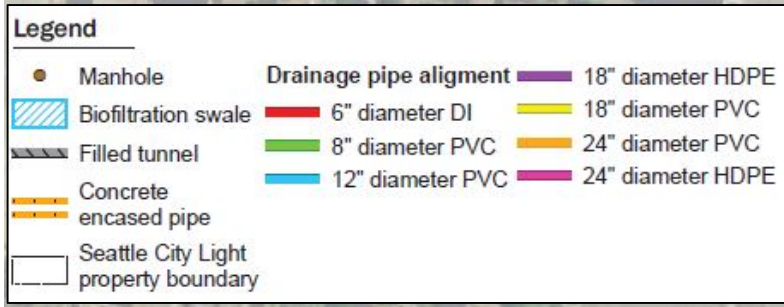 Legend
Manhole
Biofiltration swale
Filled tunnel
Concrete
encased pipe
Seattle City Light
property boundary
Drainage pipe aligment
6" diameter DI
8" diameter PVC
12" diameter PVC
18" diameter HDPE
18" diameter PVC
24" diameter PVC
24" diameter HDPE